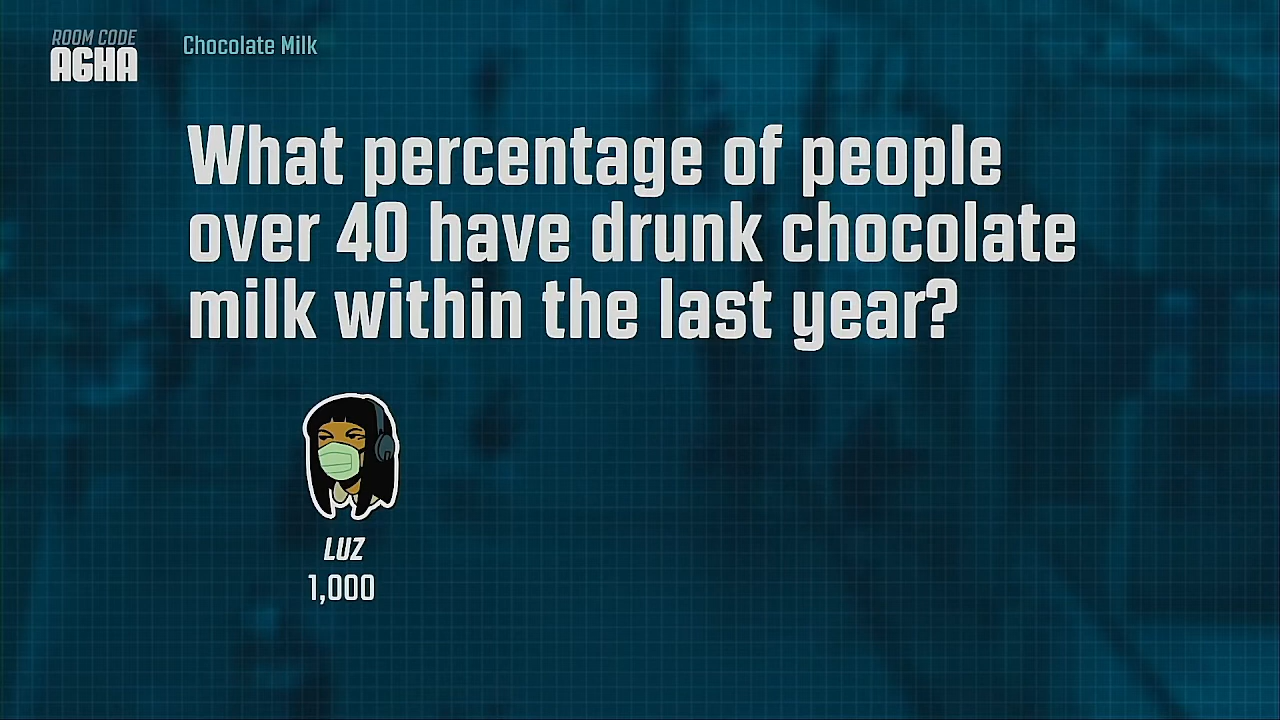 ROOM CODE
AGHA
Chocolate Milk
What percentage of people
over 40 have drunk chocolate
milk within the last year?
LUZ
1,000